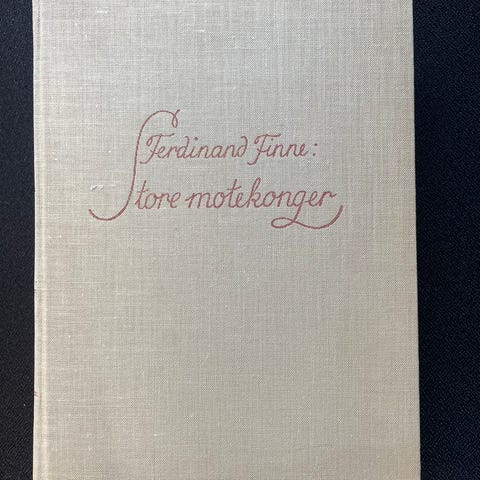 Ferdinand Finne:
Store motekonger